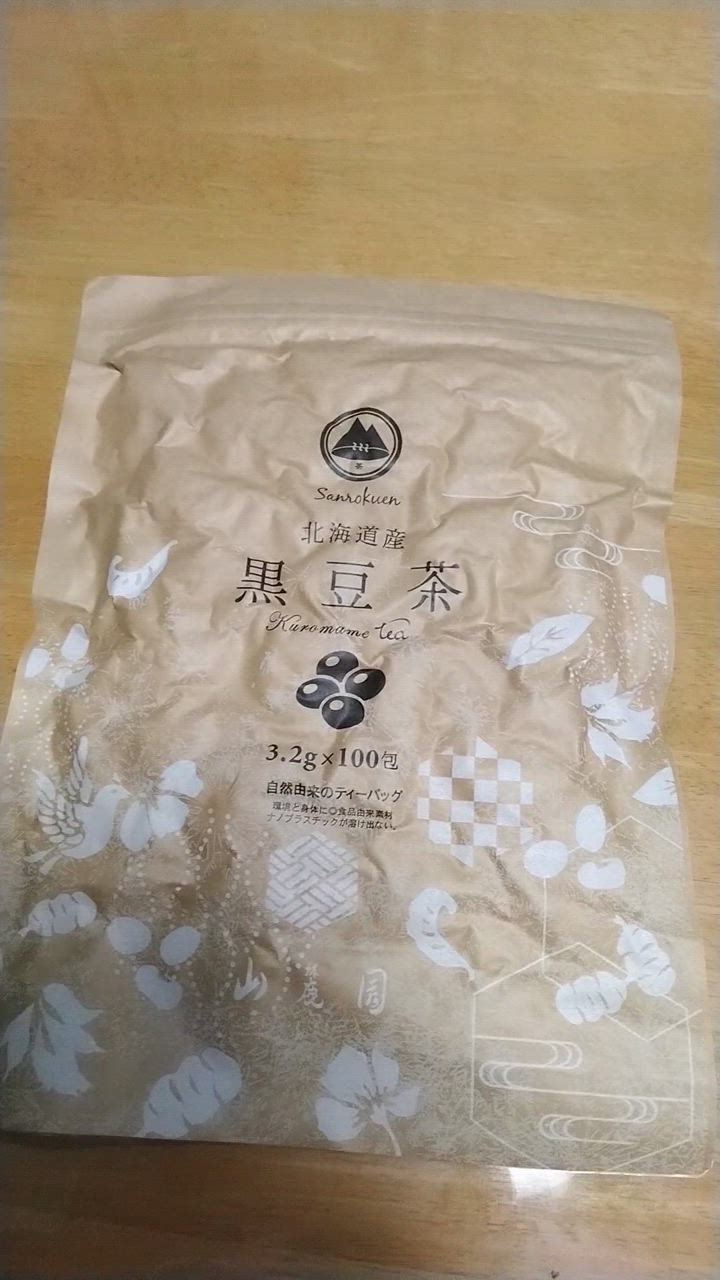 茶
Sanrokuen
北海道産
黒豆茶
Kuromame tea
3.2g×100包
自然由来のティーバッグ
環境と身体に◎食品由来素材
ナノプラスチックが溶け出ない。
山麓園